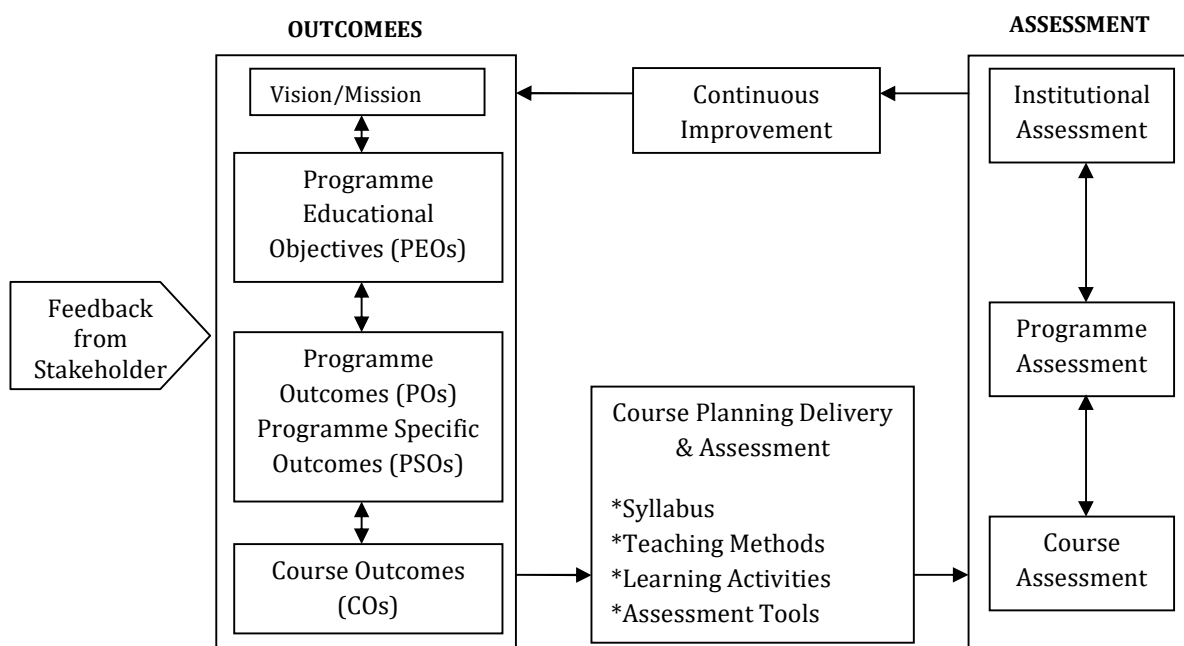 OUTCOMEES
ASSESSMENT
Vision/Mission
Programme
Educational
Objectives (PEOs)
Programme
Outcomes (POs)
Programme Specific
Outcomes (PSOs)
Course Outcomes
(COs)
Feedback
from
Stakeholder
Continuous
Improvement
Course Planning Delivery
& Assessment
*Syllabus
*Teaching Methods
*Learning Activities
*Assessment Tools
Institutional
Assessment
Programme
Assessment
Course
Assessment